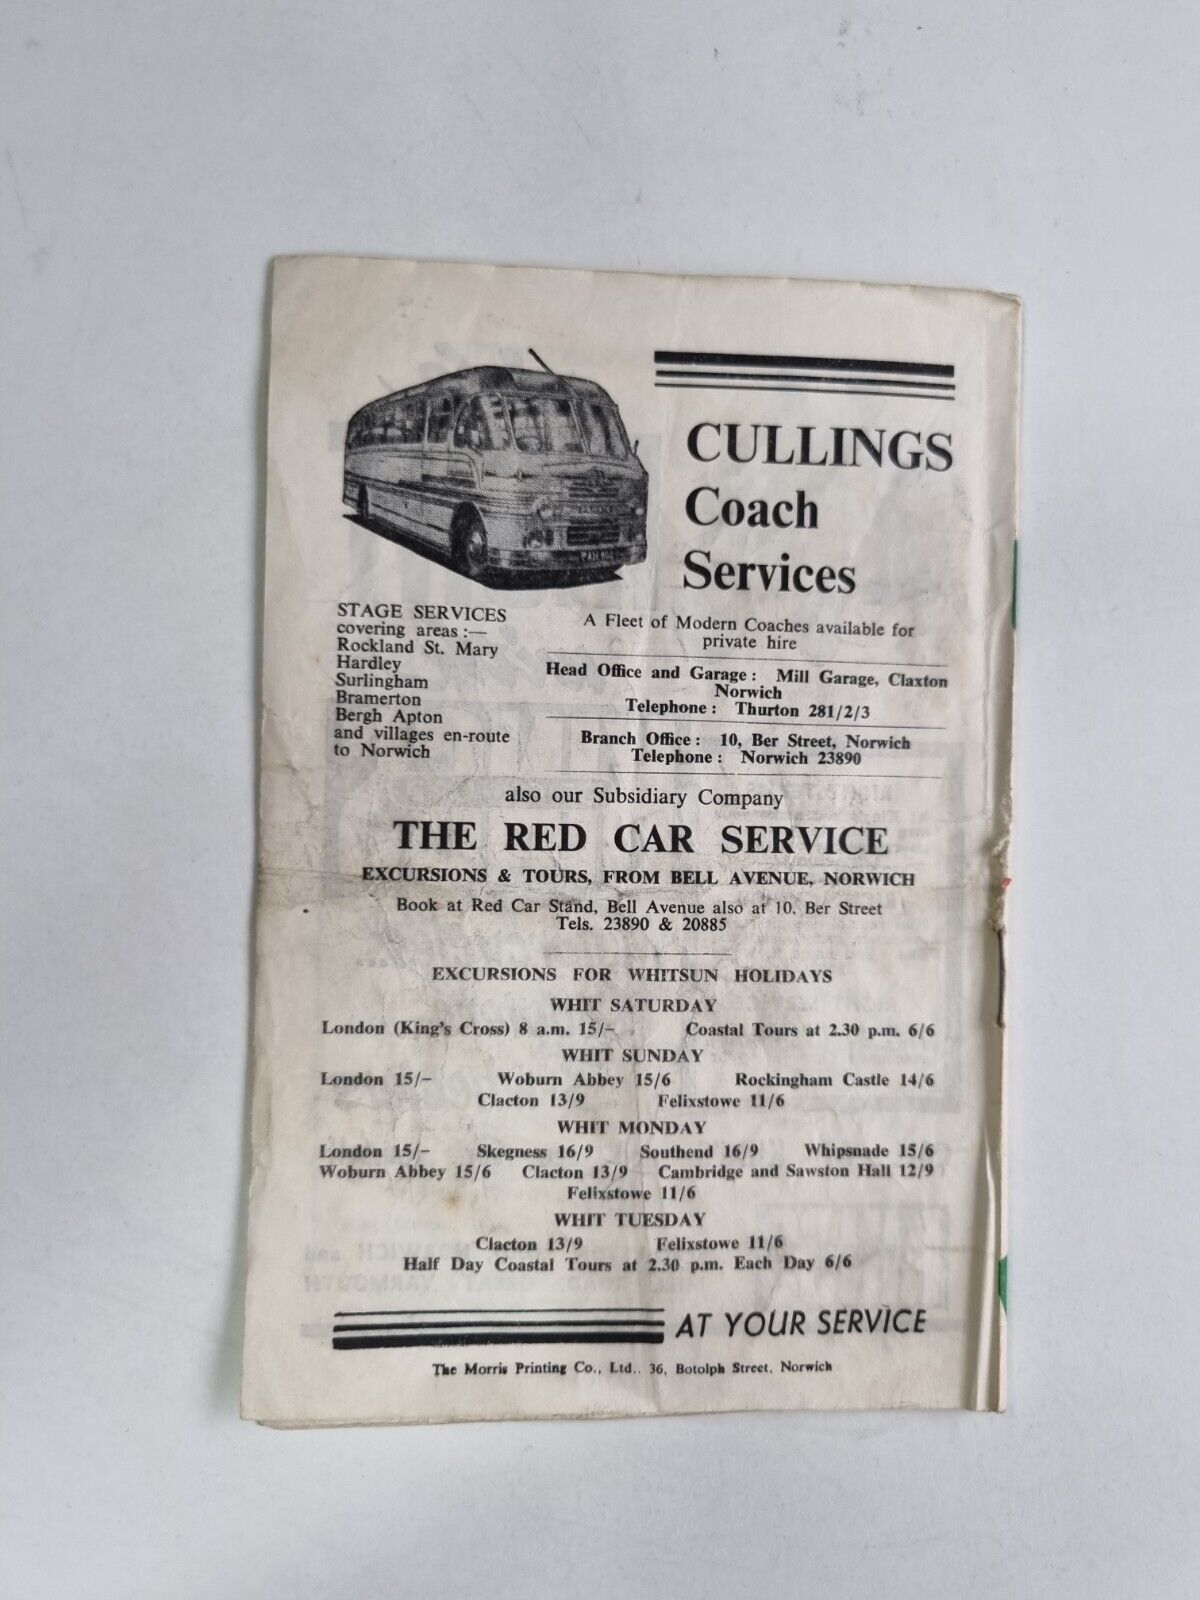 CULLINGS
Coach
Services
STAGE SERVICES
covering areas :—
Rockland St. Mary
Hardley
Surlingham
Bramerton
Bergh Apton
and villages en-route
to Norwich
A Fleet of Modern Coaches available for
private hire
Head Office and Garage : Mill Garage, Claxton
Norwich
Telephone : Thurton 281/2/3
Branch Office : 10, Ber Street, Norwich
Telephone : Norwich 23890
also our Subsidiary Company
THE RED CAR SERVICE
EXCURSIONS & TOURS, FROM BELL AVENUE, NORWICH
Book at Red Car Stand, Bell Avenue also at 10, Ber Street
Tels. 23890 & 20885
EXCURSIONS FOR WHITSUN HOLIDAYS
WHIT SATURDAY
London (King's Cross) 8 a.m. 15/- Coastal Tours at 2.30 p.m. 6/6
WHIT SUNDAY
London 15/- Woburn Abbey 15/6 Rockingham Castle 14/6
Clacton 13/9 Felixstowe 11/6
WHIT MONDAY
London 15/- Skegness 16/9 Southend 16/9 Whipsnade 15/6
Woburn Abbey 15/6 Clacton 13/9 Cambridge and Sawston Hall 12/9
Felixstowe 11/6
WHIT TUESDAY
Clacton 13/9 Felixstowe 11/6
Half Day Coastal Tours at 2.30 p.m. Each Day 6/6
AT YOUR SERVICE
The Morris Printing Co., Ltd., 36, Botolph Street, Norwich